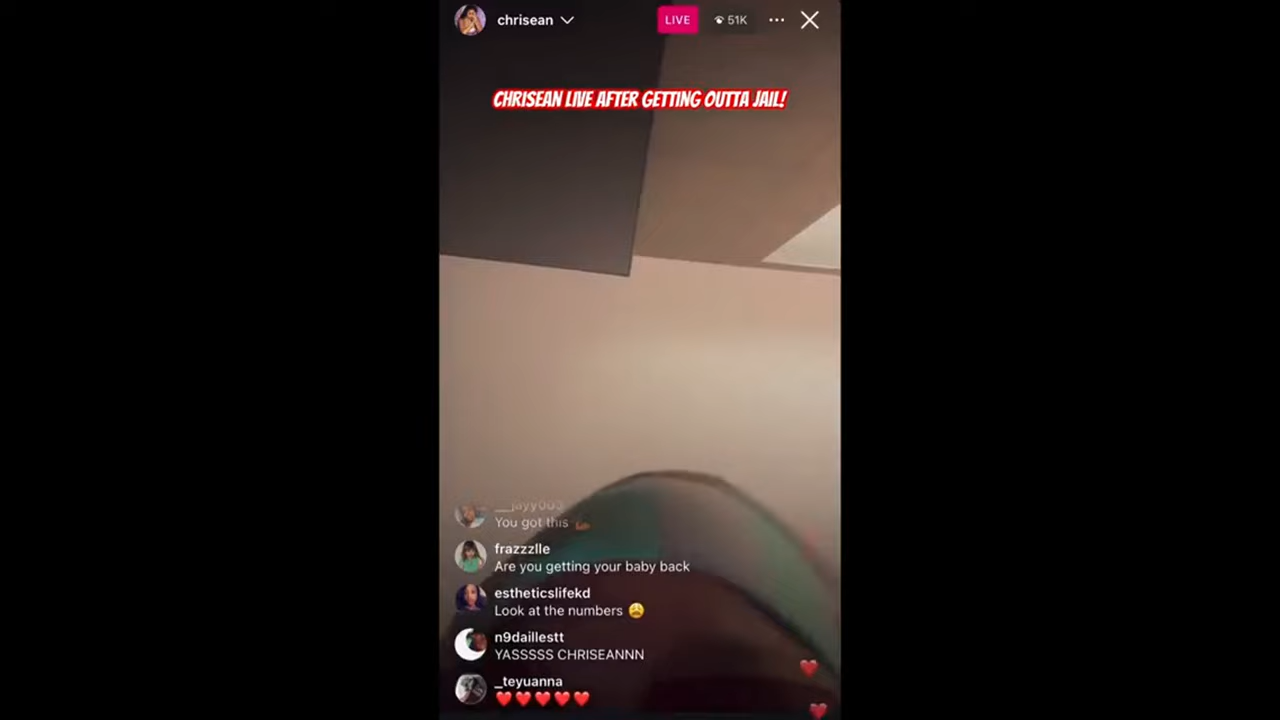 chrisean
LIVE
51K
CHRISEAN LIVE AFTER GETTING OUTTA JAIL!
You got this
frazzzlle
Are you getting your baby back
estheticslifekd
Look at the numbers 😩
n9daillestt
YASSSSS CHRISEANNN
_teyuanna
❤️❤️❤️❤️❤️